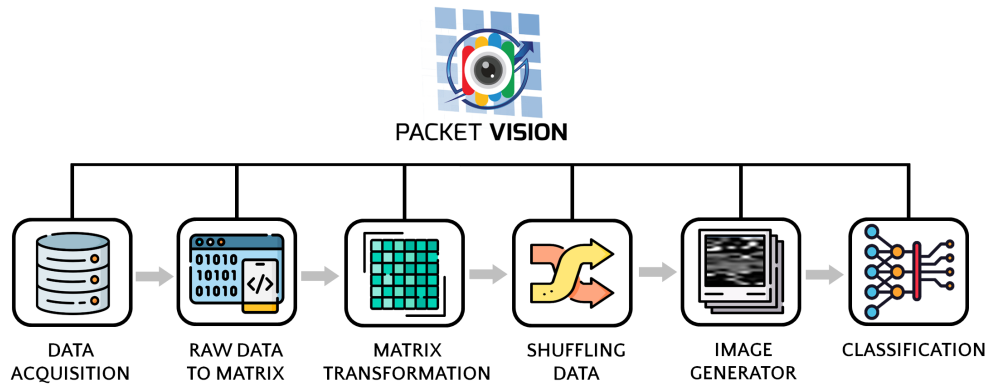 PACKET VISION
01010
10101
</>
01010
DATA
ACQUISITION
RAW DATA
TO MATRIX
MATRIX
TRANSFORMATION
SHUFFLING
DATA
IMAGE
GENERATOR
CLASSIFICATION